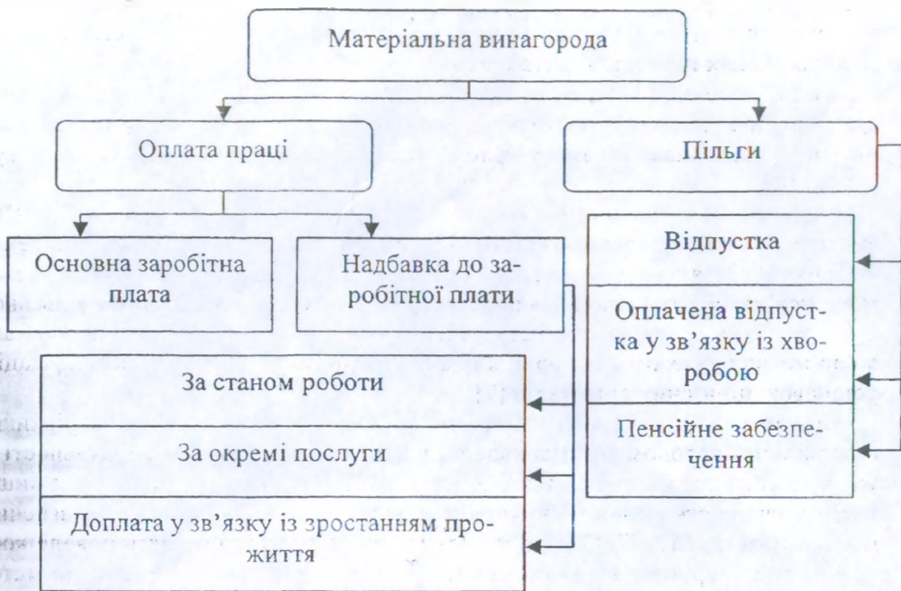 Матеріальна винагорода
Оплата праці
Пільги
Основна заробітна
плата
Надбавка до за-
робітної плати
Відпустка
Оплачена відпуст-
ка у зв’язку із хво-
робою
Пенсійне забезпе-
чення
За станом роботи
За окремі послуги
Доплата у зв’язку із зростанням про-
життя